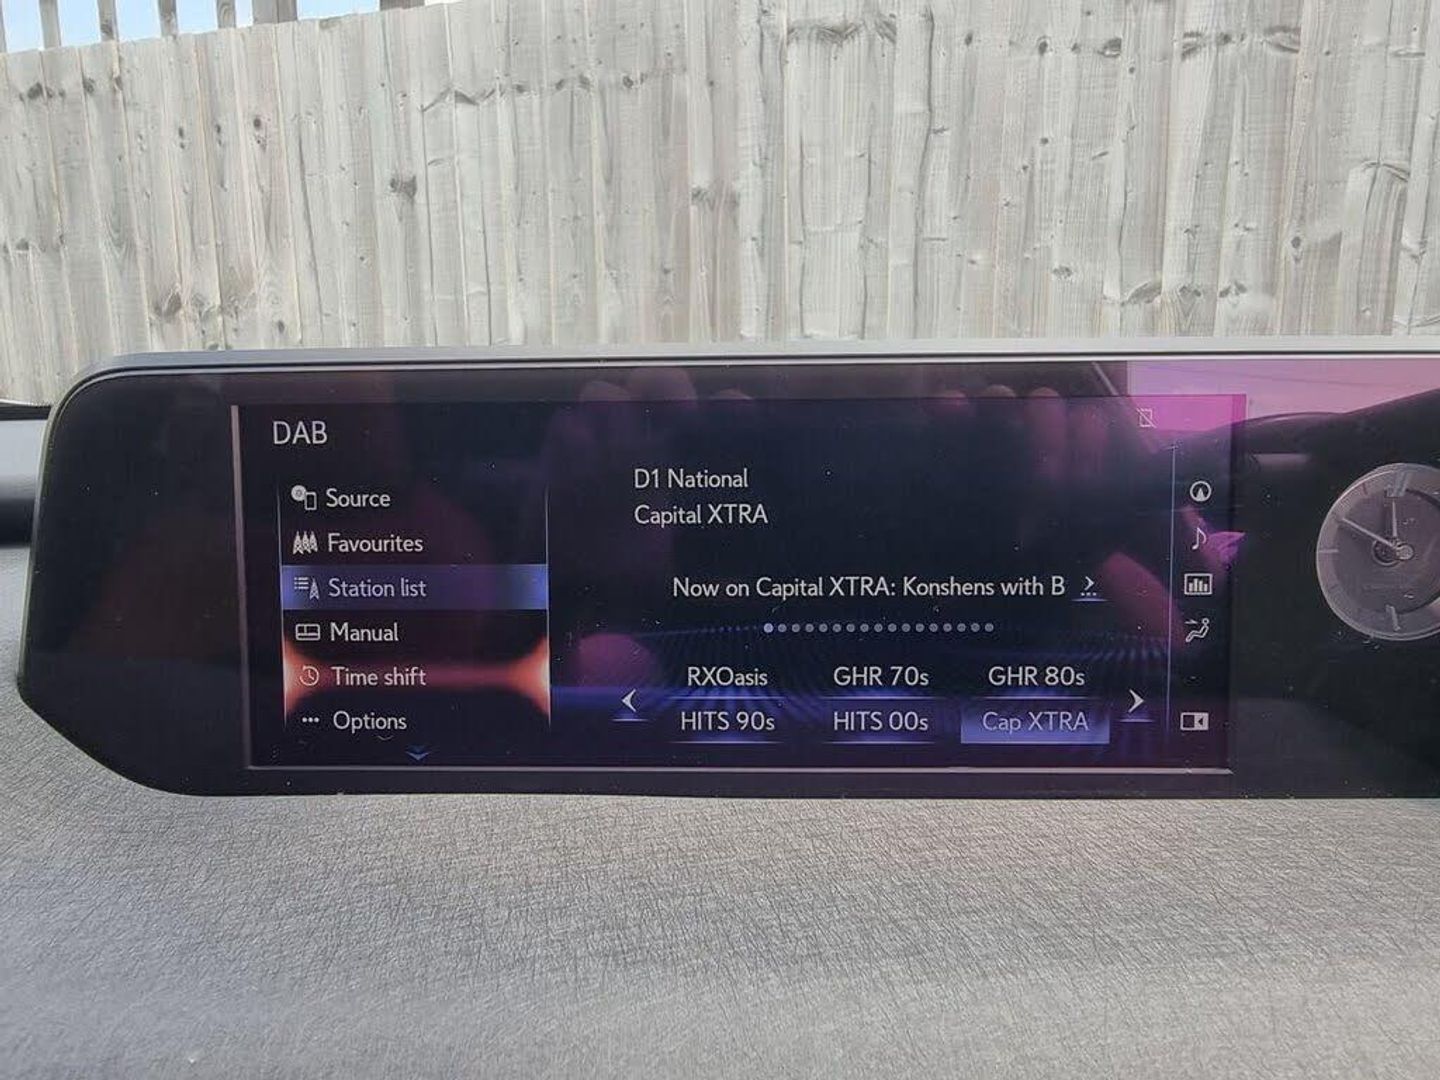 DAB
Source
Favourites
Station list
Manual
Time shift
Options
D1 National
Capital XTRA
Now on Capital XTRA: Konshens with B
RXOasis GHR 70s GHR 80s
HITS 90s HITS 00s Cap XTRA